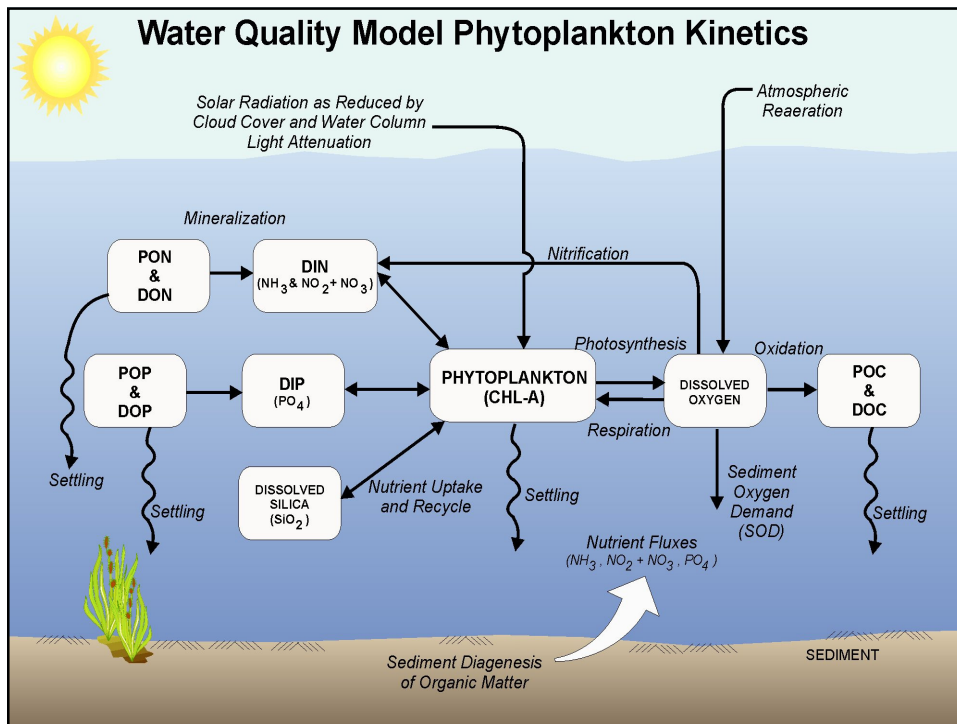 Water Quality Model Phytoplankton Kinetics
Solar Radiation as Reduced by
Cloud Cover and Water Column
Light Attenuation
Atmospheric
Reaeration
Mineralization
PON
&
DON
DIN
(NH3 & NO2 + NO3)
Nitrification
Photosynthesis
Oxidation
POP
&
DOP
DIP
(PO4)
PHYTOPLANKTON
(CHL-A)
DISSOLVED
OXYGEN
POC
&
DOC
Respiration
Settling
Settling
DISSOLVED
SILICA
(SiO2)
Nutrient Uptake
and Recycle
Settling
Sediment
Oxygen
Demand
(SOD)
Settling
Nutrient Fluxes
(NH3, NO2 + NO3, PO4)
Sediment Diagenesis
of Organic Matter
SEDIMENT